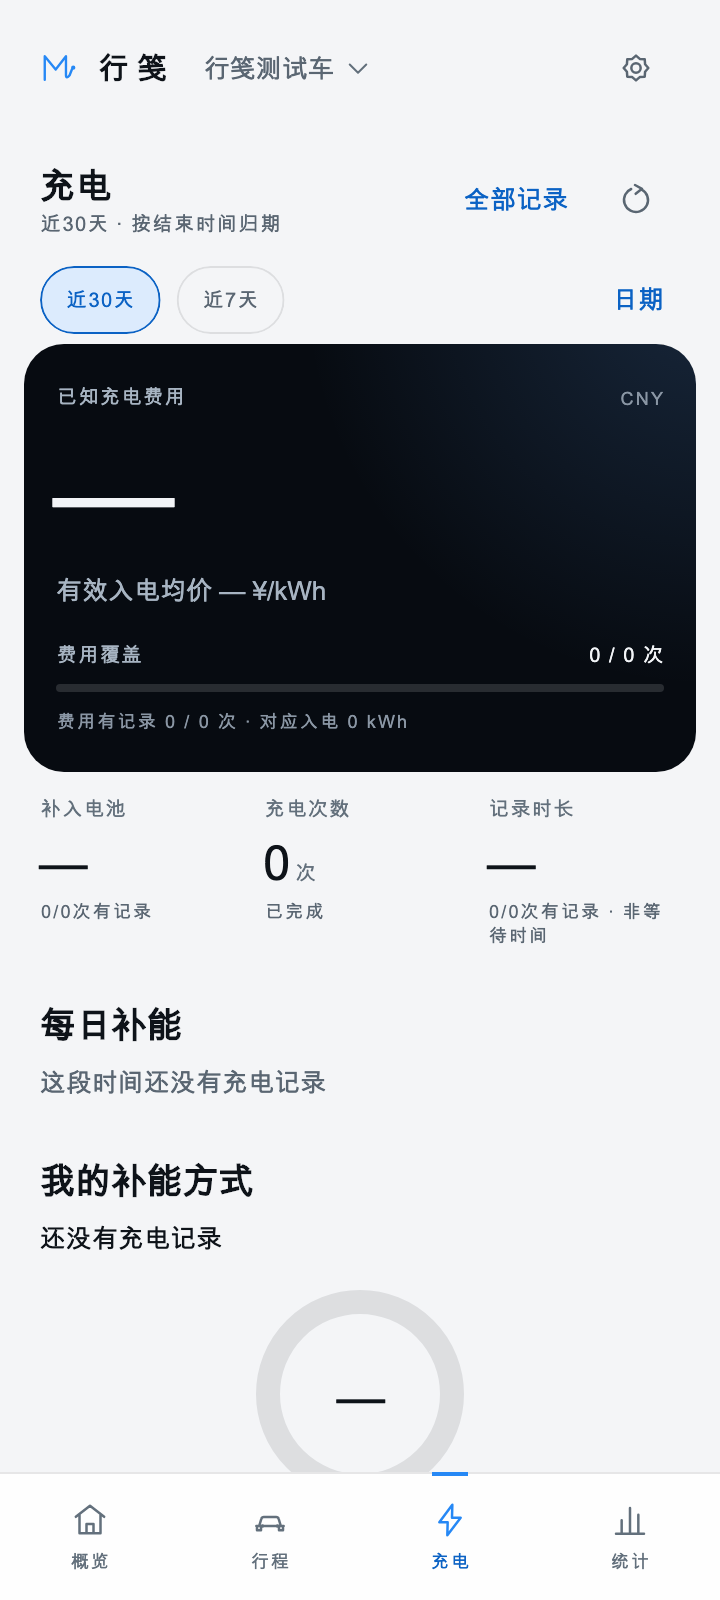 行笺 行笺测试车
充电
全部记录
近30天 · 按结束时间归期
近30天 近7天 日期
已知充电费用 CNY
—
有效入电均价 — ¥/kWh
费用覆盖 0 / 0 次
费用有记录 0 / 0 次 · 对应入电 0 kWh
补入电池 充电次数 记录时长
— 0 次 —
0/0次有记录 已完成 0/0次有记录 · 非等
待时间
每日补能
这段时间还没有充电记录
我的补能方式
还没有充电记录
—
概览 行程 充电 统计